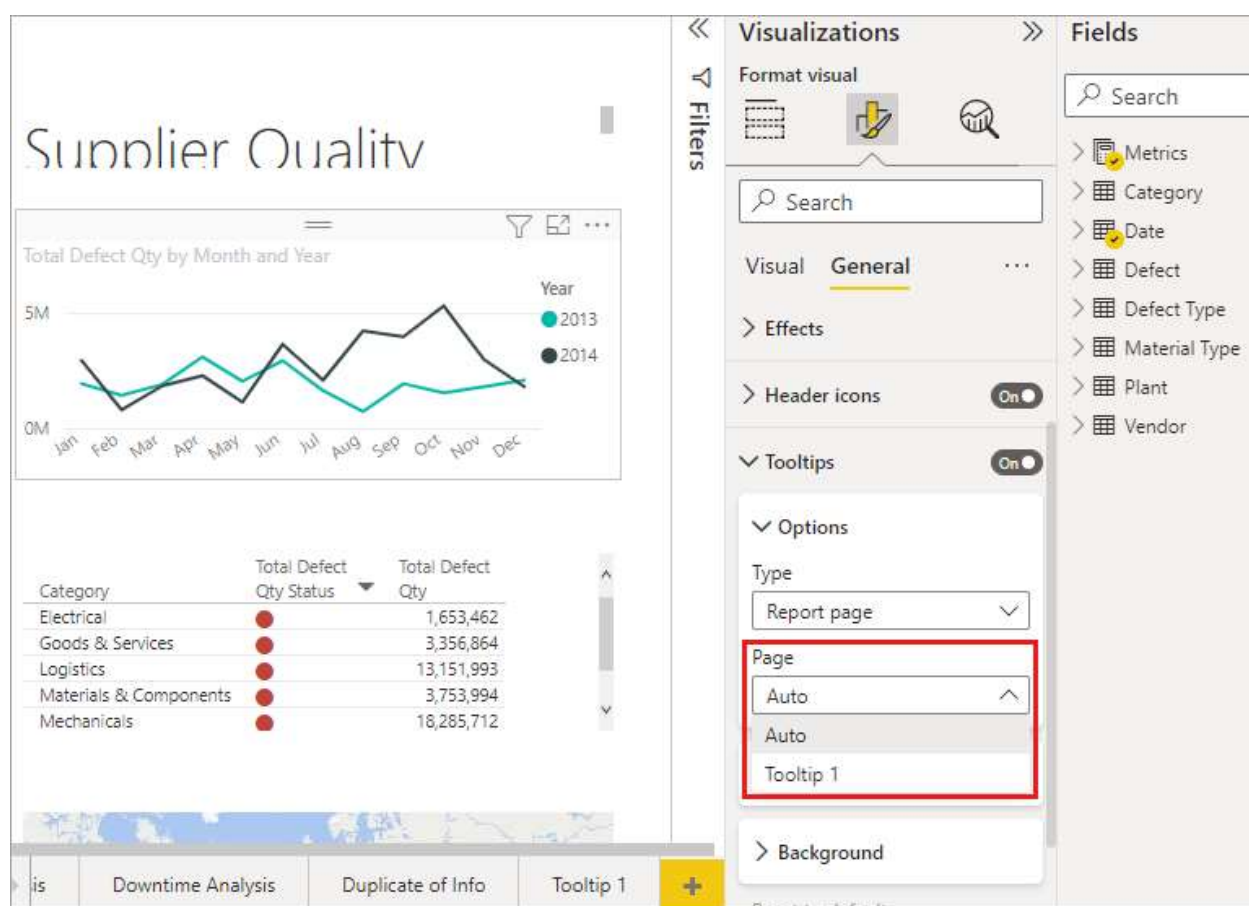 Supplier Quality
Total Defect Qty by Month and Year
5M
0M
Jan Feb Mar Apr May Jun Jul Aug Sep Oct Nov Dec
Year
2013
2014
Category Total Defect Qty Status Total Defect Qty
Electrical 1,653,462
Goods & Services 3,356,864
Logistics 13,151,993
Materials & Components 3,753,994
Mechanicals 18,285,712
is Downtime Analysis Duplicate of Info Tooltip 1 +
Filters
Visualizations
Format visual
Search
Visual General ...
Effects
Header icons On
Tooltips On
Options
Type
Report page
Page
Auto
Auto
Tooltip 1
Background
Fields
Search
Metrics
Category
Date
Defect
Defect Type
Material Type
Plant
Vendor